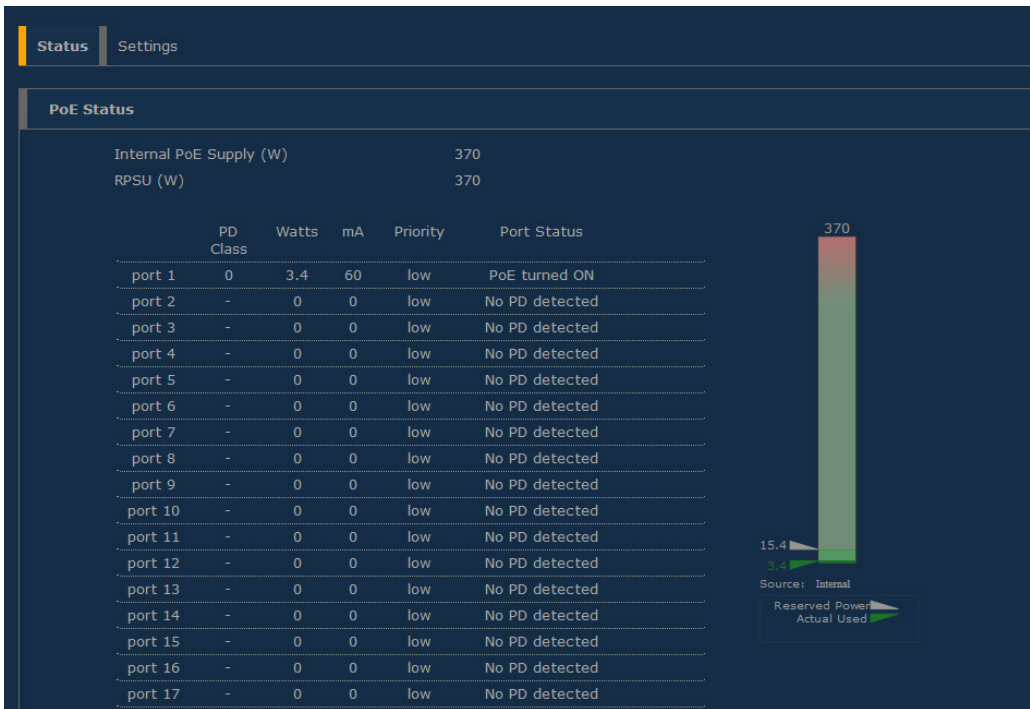 Status Settings
PoE Status
Internal PoE Supply (W) 370
RPSU (W) 370
PD Class Watts mA Priority Port Status
port 1 0 3.4 60 low PoE turned ON
port 2 - 0 0 low No PD detected
port 3 - 0 0 low No PD detected
port 4 - 0 0 low No PD detected
port 5 - 0 0 low No PD detected
port 6 - 0 0 low No PD detected
port 7 - 0 0 low No PD detected
port 8 - 0 0 low No PD detected
port 9 - 0 0 low No PD detected
port 10 - 0 0 low No PD detected
port 11 - 0 0 low No PD detected
port 12 - 0 0 low No PD detected
port 13 - 0 0 low No PD detected
port 14 - 0 0 low No PD detected
port 15 - 0 0 low No PD detected
port 16 - 0 0 low No PD detected
port 17 - 0 0 low No PD detected
370
15.4
3.4
Source: Internal
Reserved Power
Actual Used